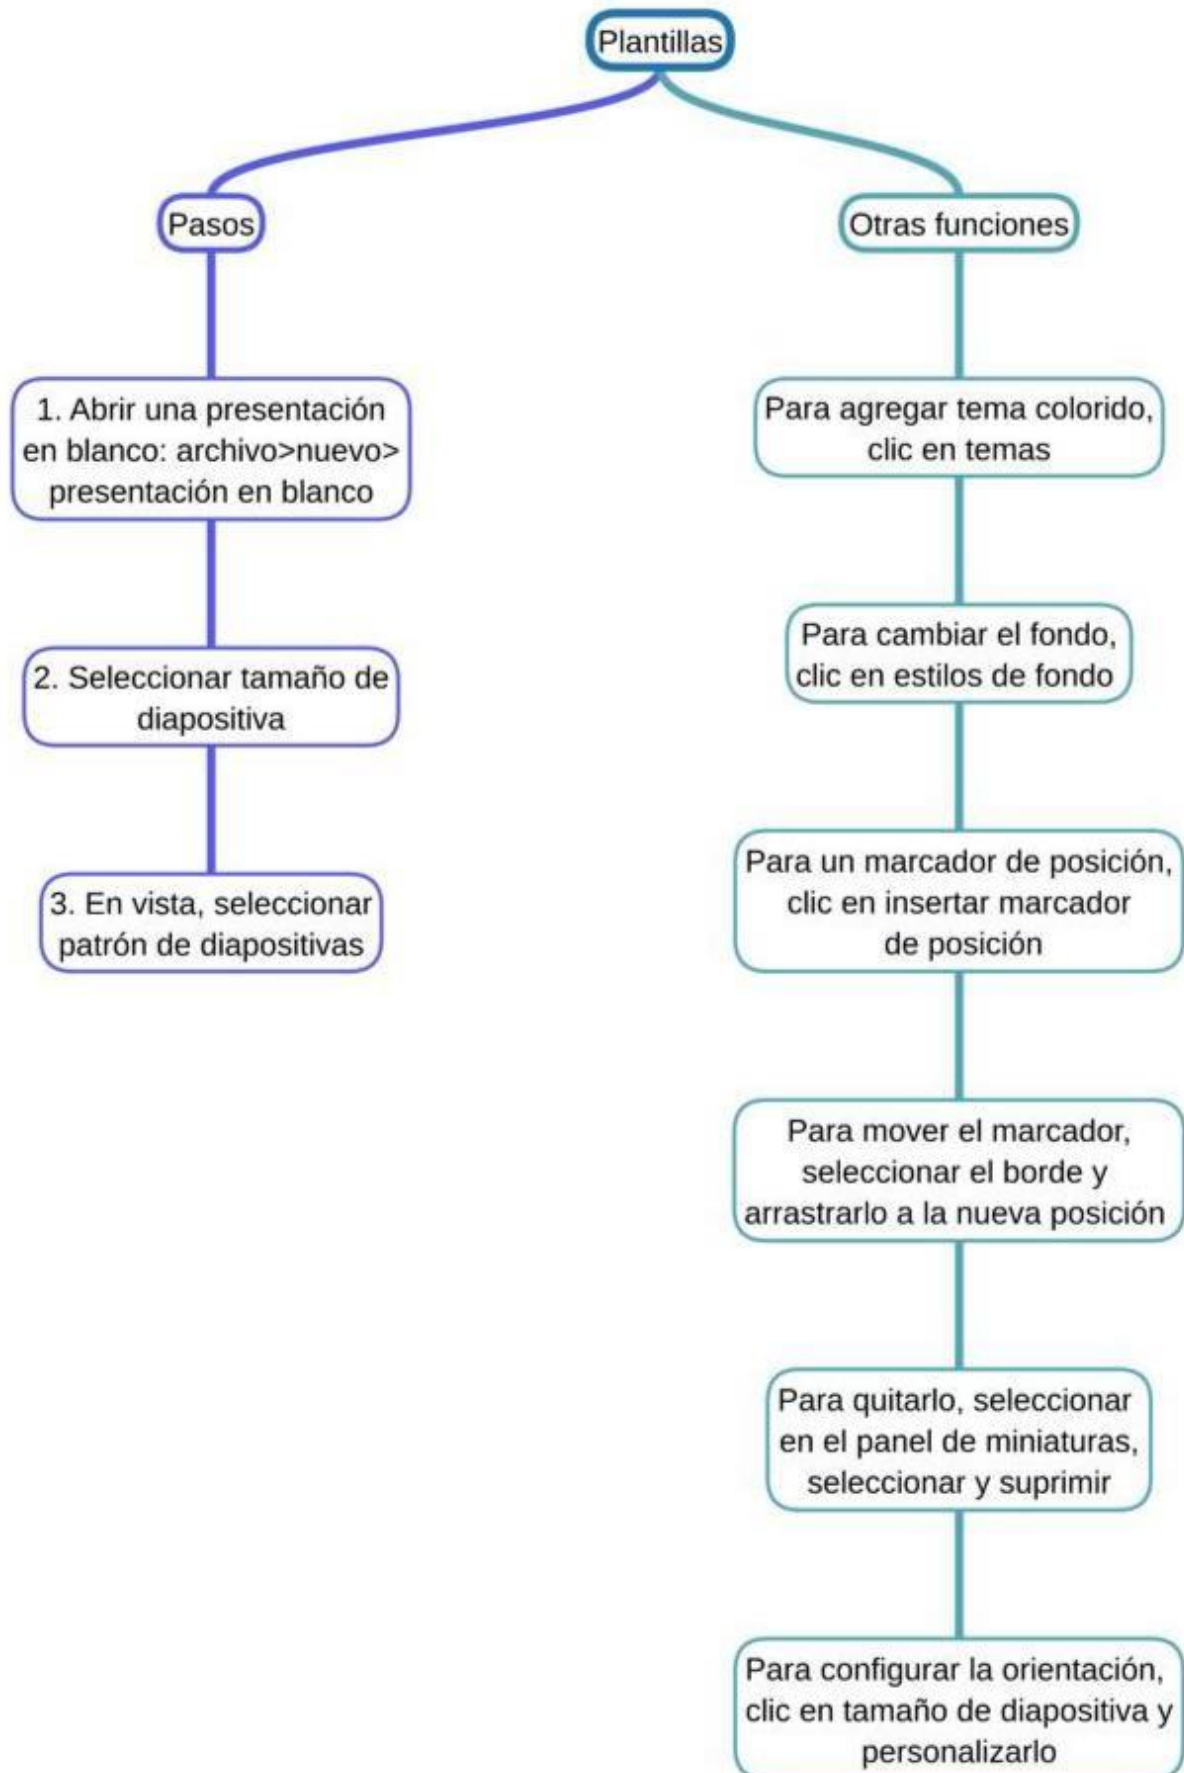 Plantillas
Pasos
1. Abrir una presentación
en blanco: archivo>nuevo>
presentación en blanco
2. Seleccionar tamaño de
diapositiva
3. En vista, seleccionar
patrón de diapositivas
Otras funciones
Para agregar tema colorido,
clic en temas
Para cambiar el fondo,
clic en estilos de fondo
Para un marcador de posición,
clic en insertar marcador
de posición
Para mover el marcador,
seleccionar el borde y
arrastrarlo a la nueva posición
Para quitarlo, seleccionar
en el panel de miniaturas,
seleccionar y suprimir
Para configurar la orientación,
clic en tamaño de diapositiva y
personalizarlo